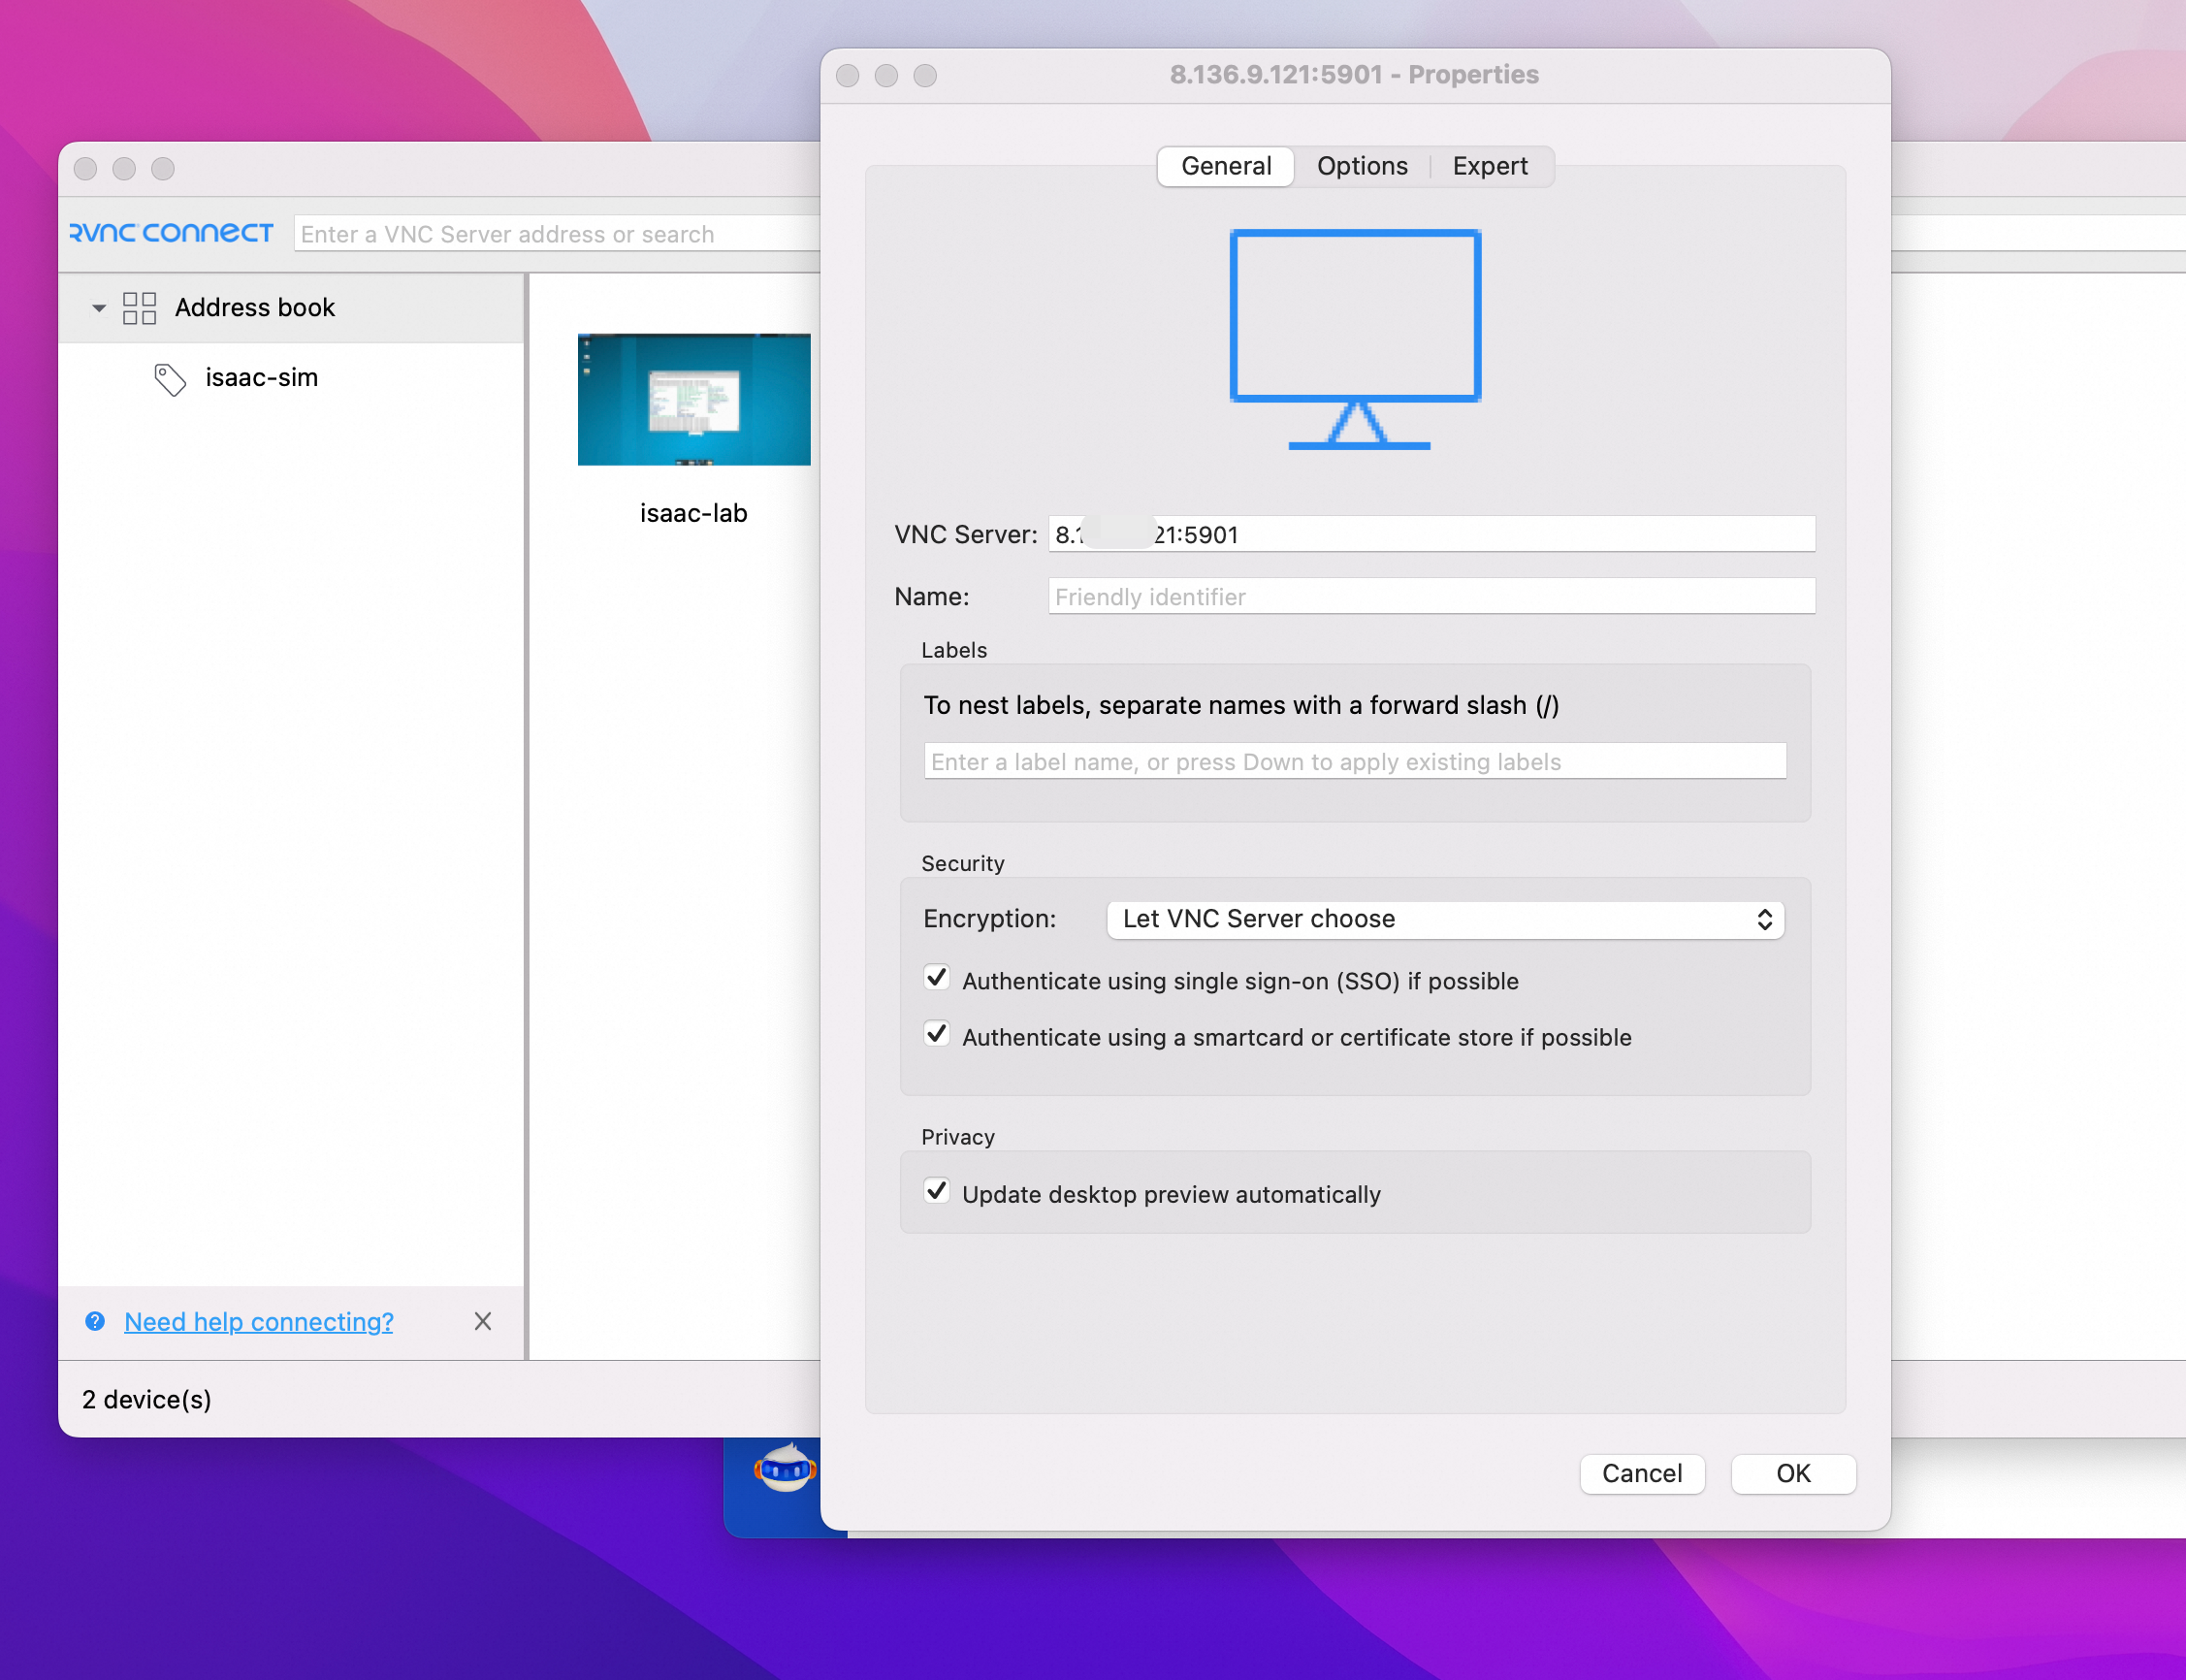 8.136.9.121:5901 - Properties
General
Options
Expert
RVNC CONNECT
Enter a VNC Server address or search
Address book
isaac-sim
isaac-lab
VNC Server:
8.1 21:5901
Name:
Friendly identifier
Labels
To nest labels, separate names with a forward slash (/)
Enter a label name, or press Down to apply existing labels
Security
Encryption:
Let VNC Server choose
Authenticate using single sign-on (SSO) if possible
Authenticate using a smartcard or certificate store if possible
Privacy
Update desktop preview automatically
Need help connecting?
2 device(s)
Cancel
OK